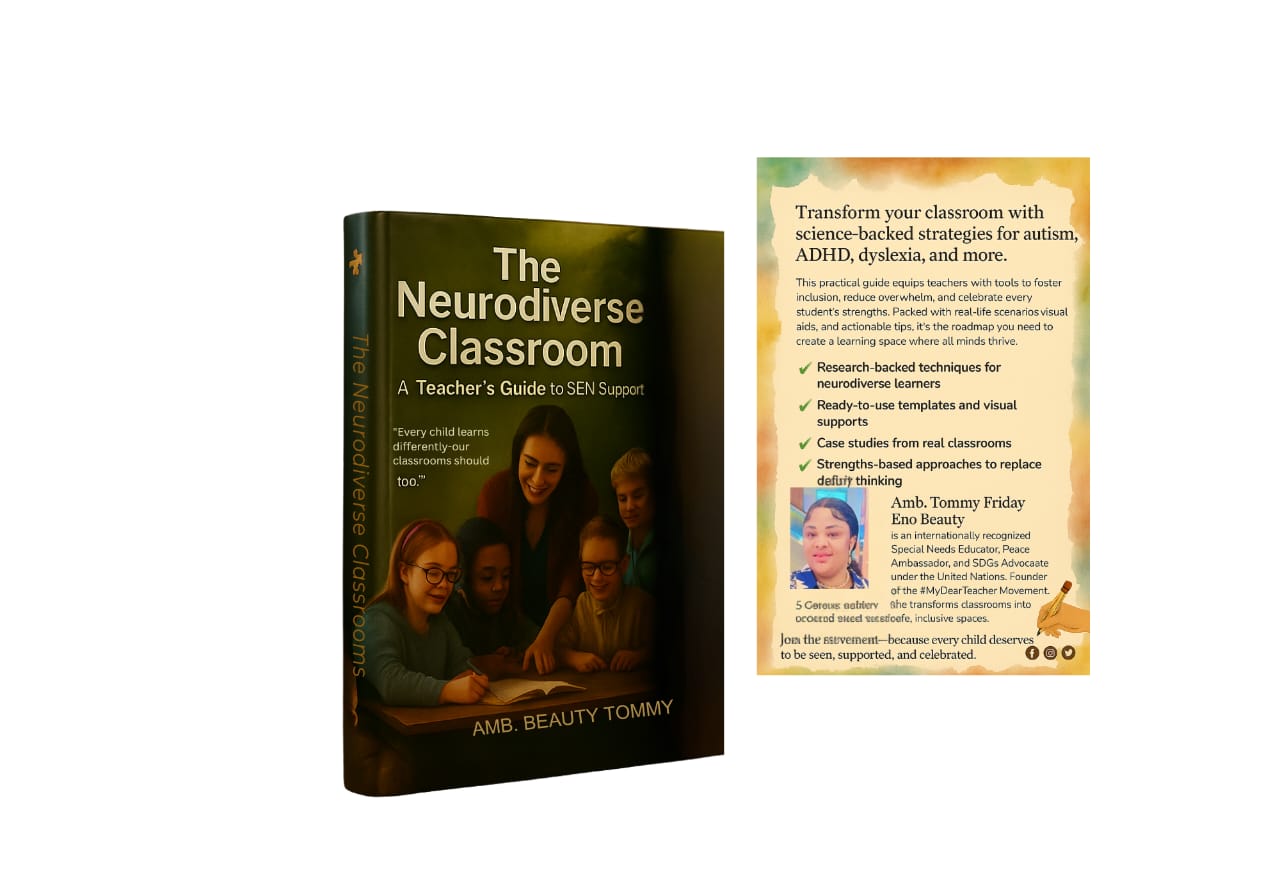 The Neurodiverse Classrooms
The
Neurodiverse
Classroom
A Teacher's Guide to SEN Support
"Every child learns
differently-our
classrooms should
too.'"
AMB. BEAUTY TOMMY
Transform your classroom with
science-backed strategies for autism,
ADHD, dyslexia, and more.
This practical guide equips teachers with tools to foster
inclusion, reduce overwhelm, and celebrate every
student's strengths. Packed with real-life scenarios visual
aids, and actionable tips, it's the roadmap you need to
create a learning space where all minds thrive.
✔ Research-backed techniques for
neurodiverse learners
✔ Ready-to-use templates and visual
supports
✔ Case studies from real classrooms
✔ Strengths-based approaches to replace
thinking
Amb. Tommy Friday
Eno Beauty
is an internationally recognized
Special Needs Educator, Peace
Ambassador, and SDGs Advocaate
under the United Nations. Founder
of the #MyDearTeacher Movement.
she transforms classrooms into
inclusive spaces.
the —because every child deserves
to be seen, supported, and celebrated.